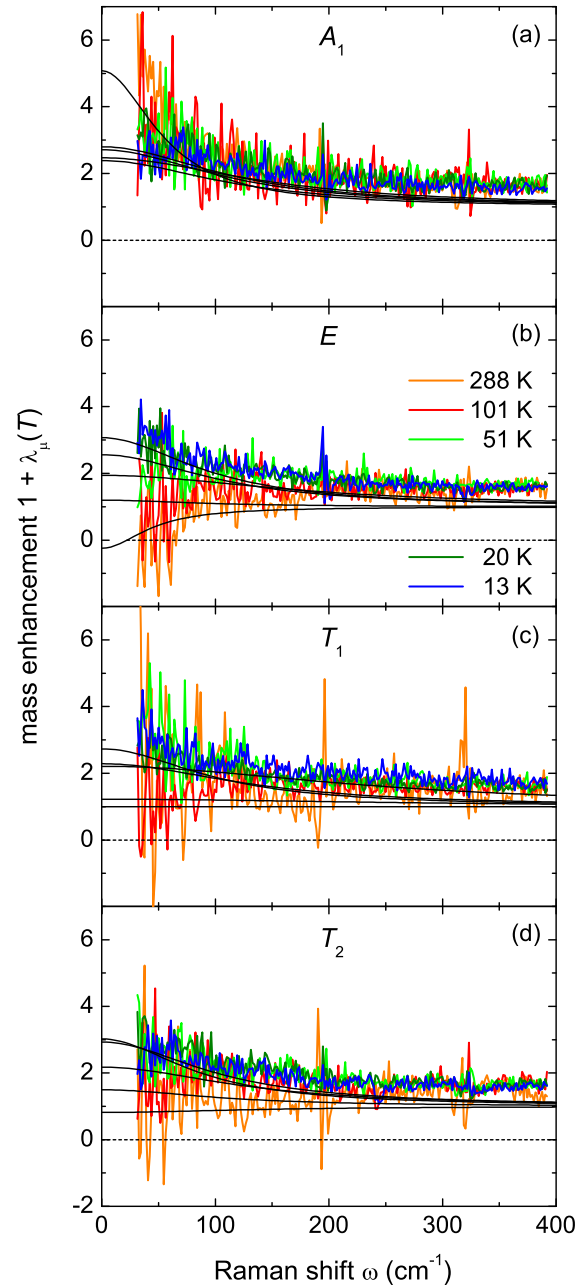 A₁ (a)
6
4
2
0
E (b)
6
4
2
0
288 K
101 K
51 K
20 K
13 K
T₁ (c)
6
4
2
0
T₂ (d)
6
4
2
0
-2
0 100 200 300 400
mass enhancement 1 + λ_μ(T)
Raman shift ω (cm⁻¹)